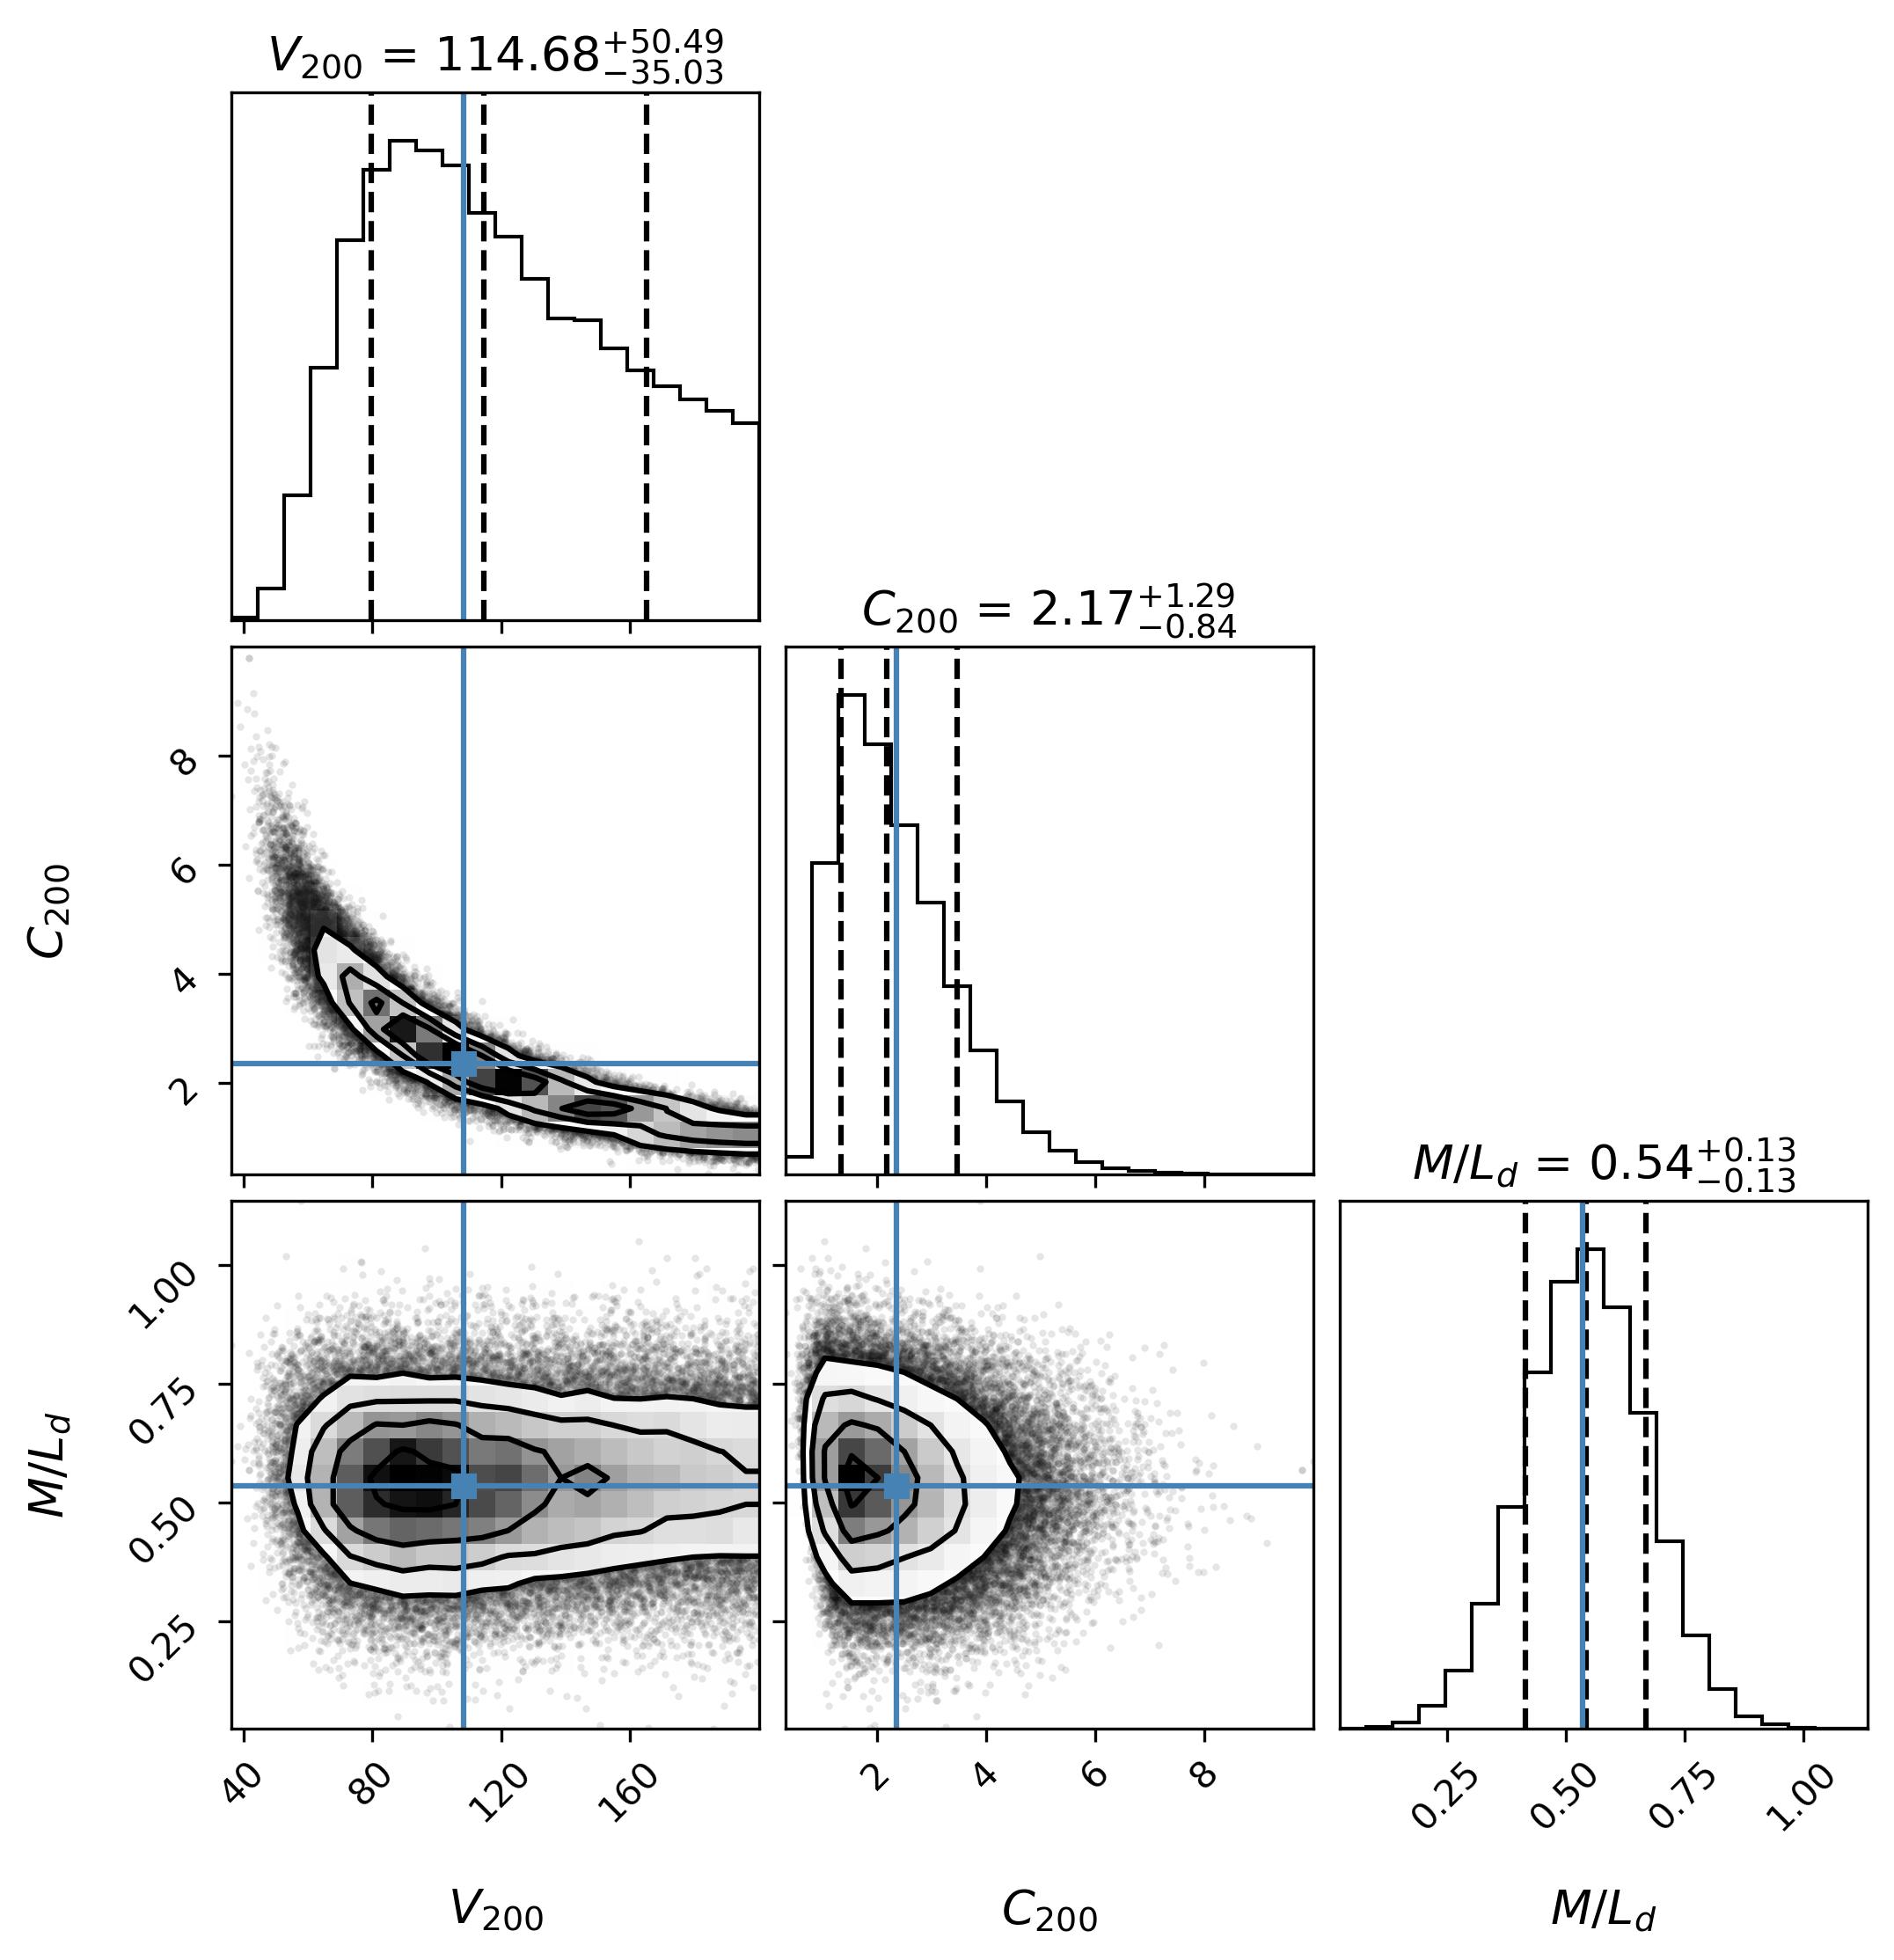 V200 = 114.68+50.49−35.03
C200 = 2.17+1.29−0.84
8
6
4
2
C200
M/Ld = 0.54+0.13−0.13
1.00
0.75
0.50
0.25
M/Ld
40 80 120 160
2 4 6 8
0.25 0.50 0.75 1.00
V200
C200
M/Ld